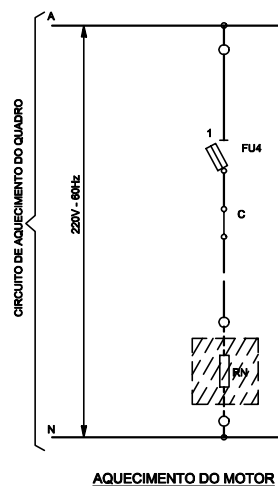 A
1
FU4
C
220V - 60Hz
CIRCUITO DE AQUECIMENTO DO QUADRO
RN
N
AQUECIMENTO DO MOTOR